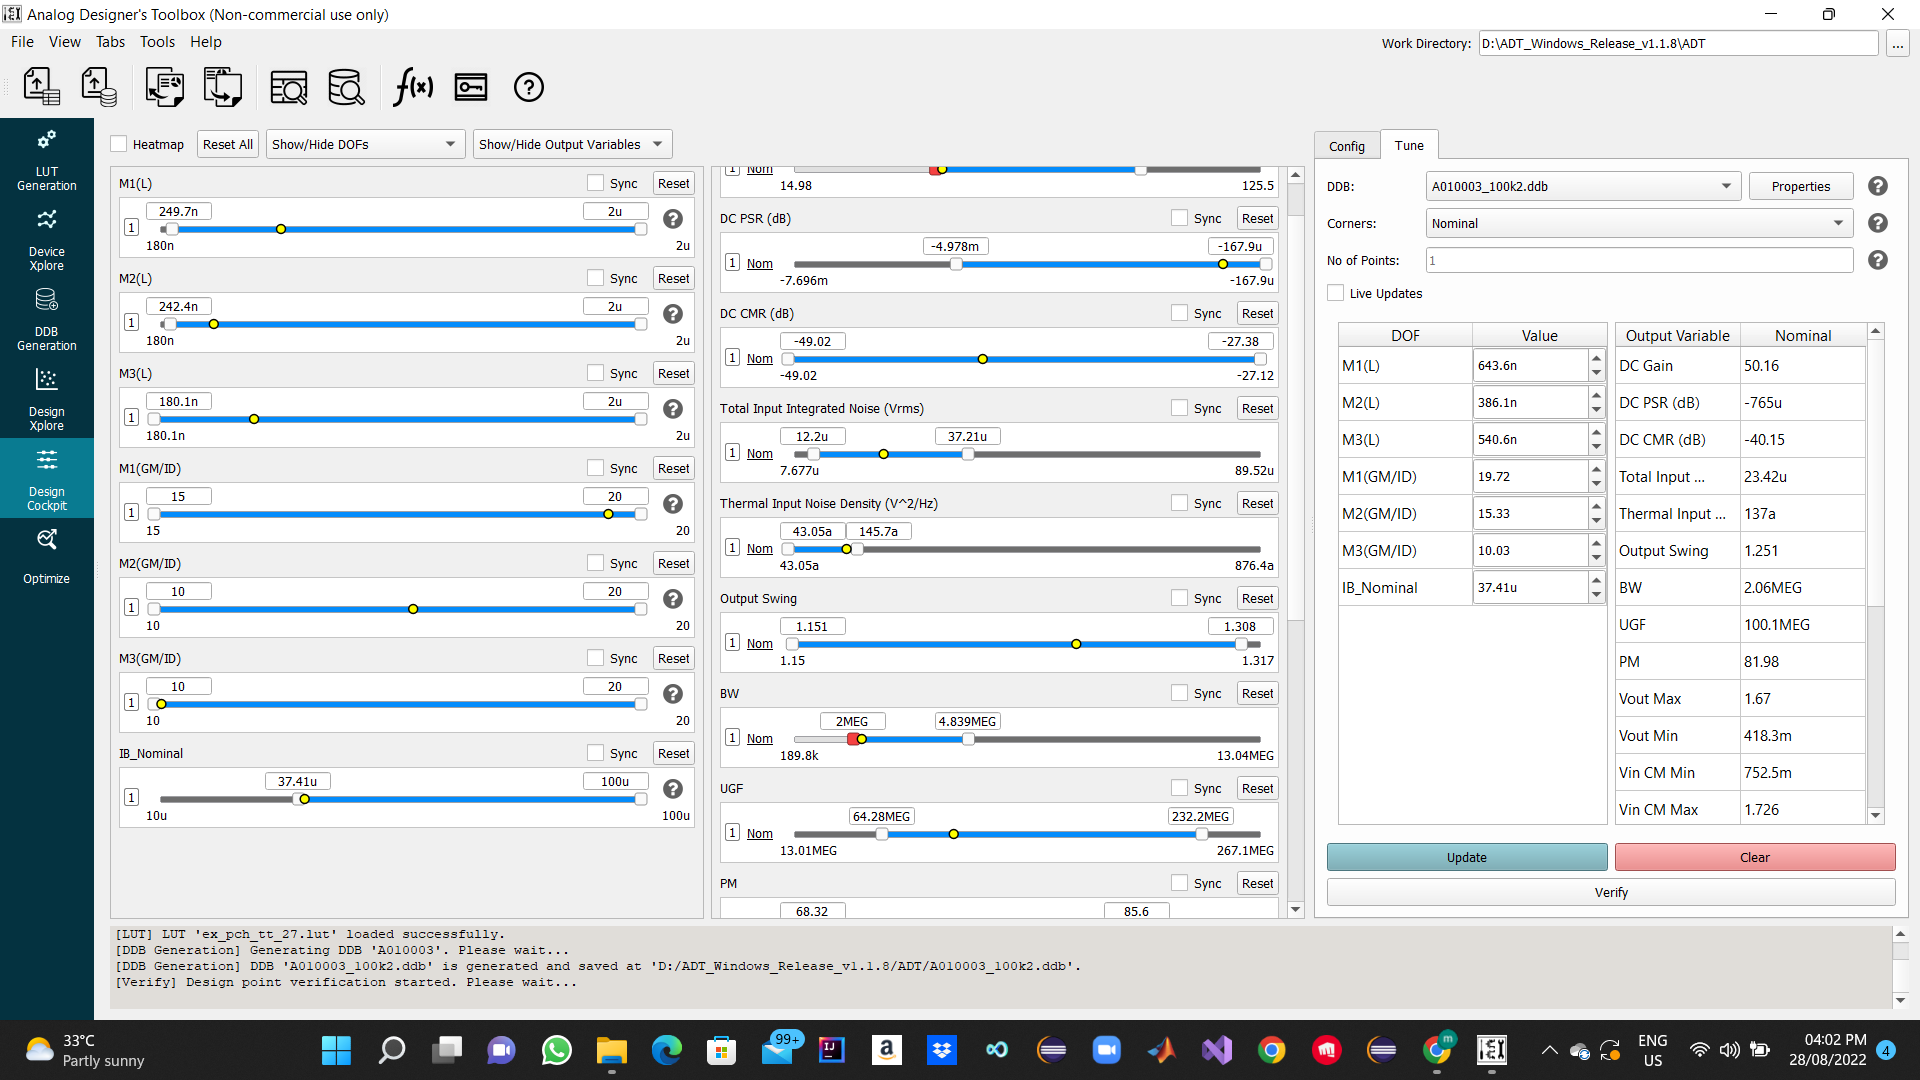 Analog Designer's Toolbox (Non-commercial use only)
File View Tabs Tools Help
Work Directory: D:\ADT_Windows_Release_v1.1.8\ADT ...
f(x)
LUT
Generation
Device
Xplore
DDB
Generation
Design
Xplore
Design
Cockpit
Optimize
Heatmap Reset All Show/Hide DOFs Show/Hide Output Variables
M1(L) Sync Reset
249.7n 2u
1
180n 2u
M2(L) Sync Reset
242.4n 2u
1
180n 2u
M3(L) Sync Reset
180.1n 2u
1
180.1n 2u
M1(GM/ID) Sync Reset
15 20
1
15 20
M2(GM/ID) Sync Reset
10 20
1
10 20
M3(GM/ID) Sync Reset
10 20
1
10 20
IB_Nominal Sync Reset
37.41u 100u
1
10u 100u
1 Nom
14.98 125.5
DC PSR (dB) Sync Reset
-4.978m -167.9u
1 Nom
-7.696m -167.9u
DC CMR (dB) Sync Reset
-49.02 -27.38
1 Nom
-49.02 -27.12
Total Input Integrated Noise (Vrms) Sync Reset
12.2u 37.21u
1 Nom
7.677u 89.52u
Thermal Input Noise Density (V^2/Hz) Sync Reset
43.05a 145.7a
1 Nom
43.05a 876.4a
Output Swing Sync Reset
1.151 1.308
1 Nom
1.15 1.317
BW Sync Reset
2MEG 4.839MEG
1 Nom
189.8k 13.04MEG
UGF Sync Reset
64.28MEG 232.2MEG
1 Nom
13.01MEG 267.1MEG
PM Sync Reset
68.32 85.6
Config Tune
DDB: A010003_100k2.ddb Properties
Corners: Nominal
No of Points: 1
Live Updates
DOF Value
M1(L) 643.6n
M2(L) 386.1n
M3(L) 540.6n
M1(GM/ID) 19.72
M2(GM/ID) 15.33
M3(GM/ID) 10.03
IB_Nominal 37.41u
Output Variable Nominal
DC Gain 50.16
DC PSR (dB) -765u
DC CMR (dB) -40.15
Total Input ... 23.42u
Thermal Input ... 137a
Output Swing 1.251
BW 2.06MEG
UGF 100.1MEG
PM 81.98
Vout Max 1.67
Vout Min 418.3m
Vin CM Min 752.5m
Vin CM Max 1.726
Update Clear
Verify
[LUT] LUT 'ex_pch_tt_27.lut' loaded successfully.
[DDB Generation] Generating DDB 'A010003'. Please wait...
[DDB Generation] DDB 'A010003_100k2.ddb' is generated and saved at 'D:/ADT_Windows_Release_v1.1.8/ADT/A010003_100k2.ddb'.
[Verify] Design point verification started. Please wait...
33°C
Partly sunny
99+
IJ
a
m
ENG
US
04:02 PM
28/08/2022
4